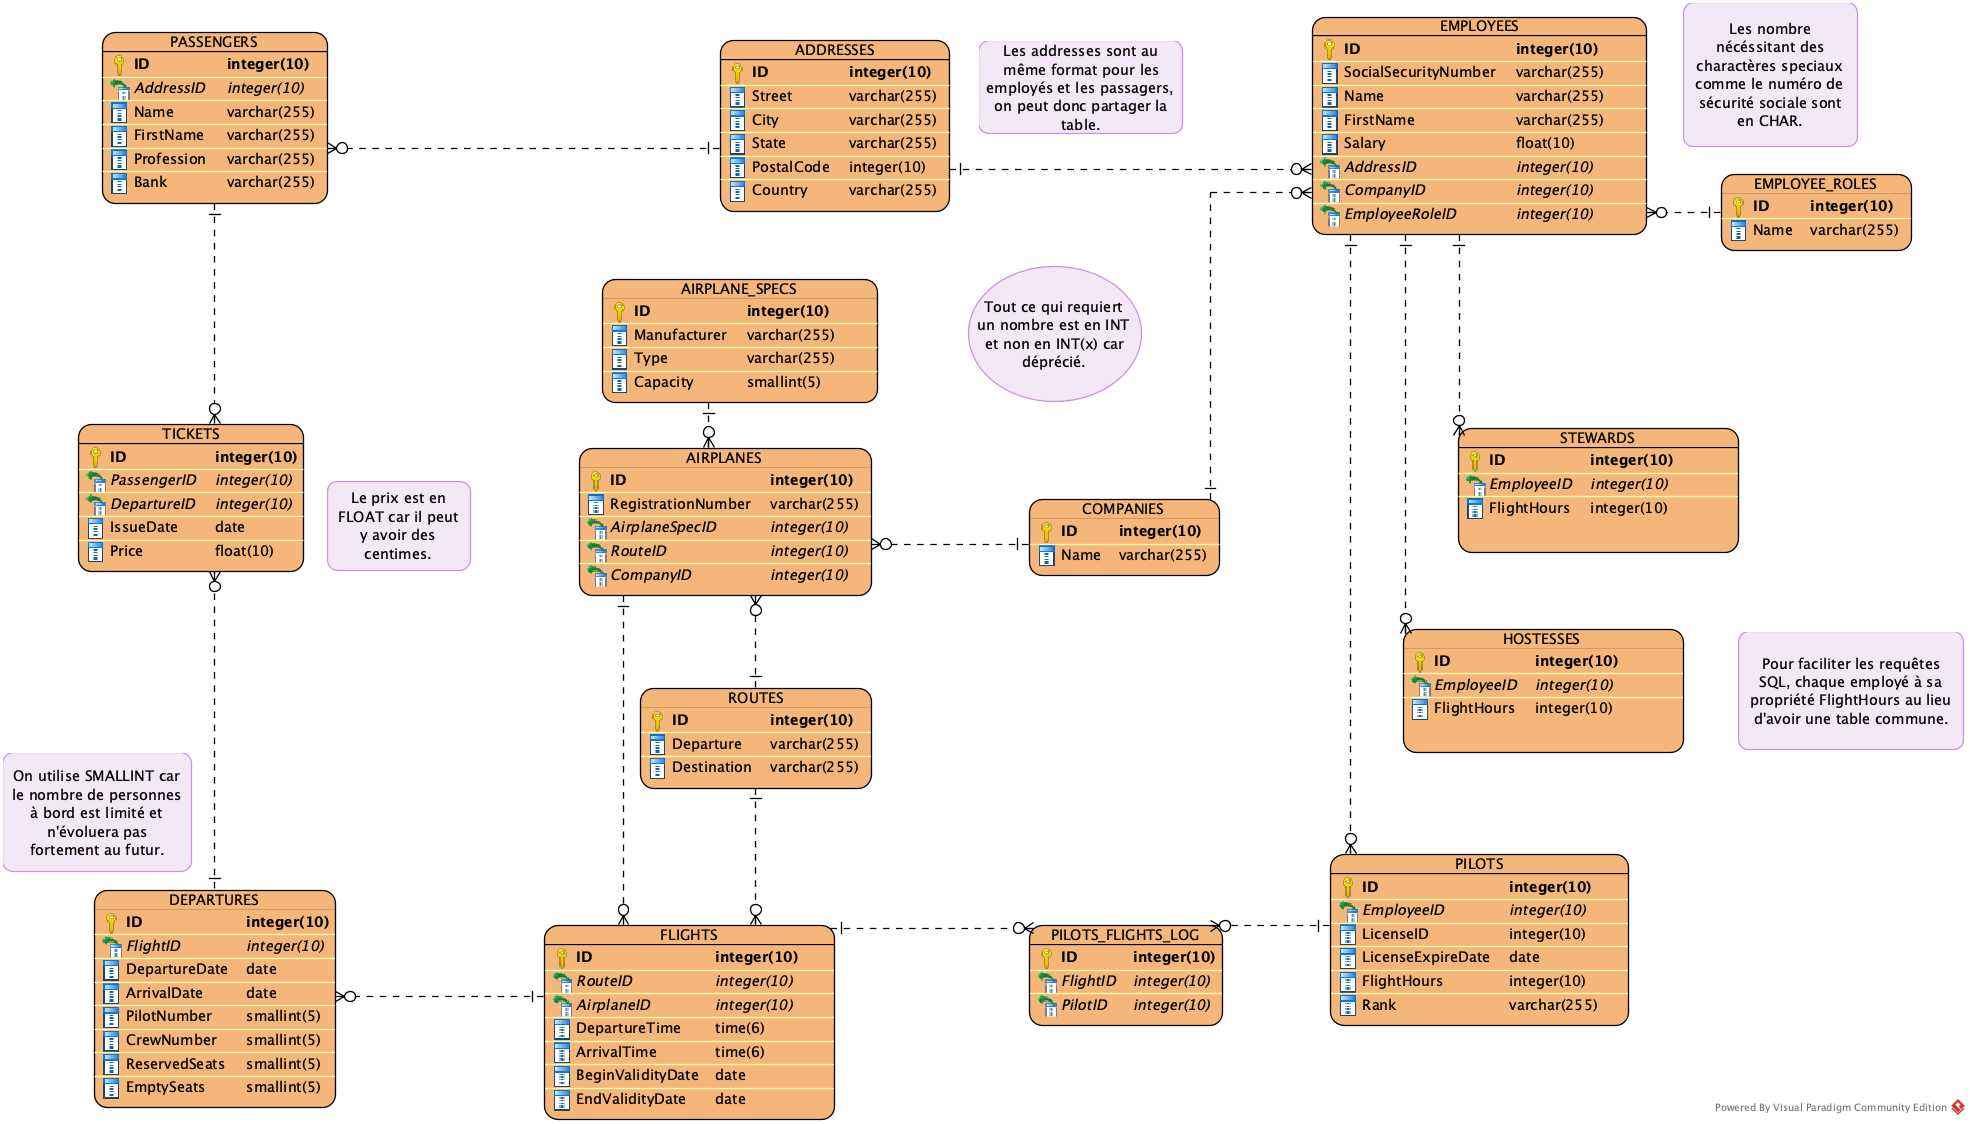 PASSENGERS
ID integer(10)
AddressID integer(10)
Name varchar(255)
FirstName varchar(255)
Profession varchar(255)
Bank varchar(255)
ADDRESSES
ID integer(10)
Street varchar(255)
City varchar(255)
State varchar(255)
PostalCode integer(10)
Country varchar(255)
Les addresses sont au
même format pour les
employés et les passagers,
on peut donc partager la
table.
EMPLOYEES
ID integer(10)
SocialSecurityNumber varchar(255)
Name varchar(255)
FirstName varchar(255)
Salary float(10)
AddressID integer(10)
CompanyID integer(10)
EmployeeRoleID integer(10)
Les nombre
nécéssitant des
charactères speciaux
comme le numéro de
sécurité sociale sont
en CHAR.
EMPLOYEE_ROLES
ID integer(10)
Name varchar(255)
AIRPLANE_SPECS
ID integer(10)
Manufacturer varchar(255)
Type varchar(255)
Capacity smallint(5)
Tout ce qui requiert
un nombre est en INT
et non en INT(x) car
déprécié.
TICKETS
ID integer(10)
PassengerID integer(10)
DepartureID integer(10)
IssueDate date
Price float(10)
Le prix est en
FLOAT car il peut
y avoir des
centimes.
AIRPLANES
ID integer(10)
RegistrationNumber varchar(255)
AirplaneSpecID integer(10)
RouteID integer(10)
CompanyID integer(10)
COMPANIES
ID integer(10)
Name varchar(255)
STEWARDS
ID integer(10)
EmployeeID integer(10)
FlightHours integer(10)
HOSTESSES
ID integer(10)
EmployeeID integer(10)
FlightHours integer(10)
Pour faciliter les requêtes
SQL, chaque employé à sa
propriété FlightHours au lieu
d'avoir une table commune.
ROUTES
ID integer(10)
Departure varchar(255)
Destination varchar(255)
On utilise SMALLINT car
le nombre de personnes
à bord est limité et
n'évoluera pas
fortement au futur.
DEPARTURES
ID integer(10)
FlightID integer(10)
DepartureDate date
ArrivalDate date
PilotNumber smallint(5)
CrewNumber smallint(5)
ReservedSeats smallint(5)
EmptySeats smallint(5)
FLIGHTS
ID integer(10)
RouteID integer(10)
AirplaneID integer(10)
DepartureTime time(6)
ArrivalTime time(6)
BeginValidityDate date
EndValidityDate date
PILOTS_FLIGHTS_LOG
ID integer(10)
FlightID integer(10)
PilotID integer(10)
PILOTS
ID integer(10)
EmployeeID integer(10)
LicenseID integer(10)
LicenseExpireDate date
FlightHours integer(10)
Rank varchar(255)
Powered By Visual Paradigm Community Edition